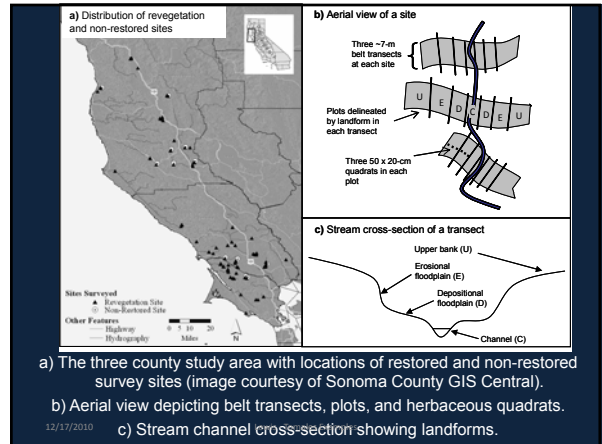 a) Distribution of revegetation
and non-restored sites
Sites Surveyed
Revegetation Site
Non-Restored Site
Other Features
Highway
Hydrography
0 5 10 20
Miles
N
b) Aerial view of a site
Three ~7-m
belt transects
at each site
U E D C D E U
Plots delineated
by landform in
each transect
Three 50 x 20-cm
quadrats in each
plot
c) Stream cross-section of a transect
Upper bank (U)
Erosional
floodplain (E)
Depositional
floodplain (D)
Channel (C)
a) The three county study area with locations of restored and non-restored
survey sites (image courtesy of Sonoma County GIS Central).
b) Aerial view depicting belt transects, plots, and herbaceous quadrats.
12/17/2010
c) Stream channel cross-section showing landforms.